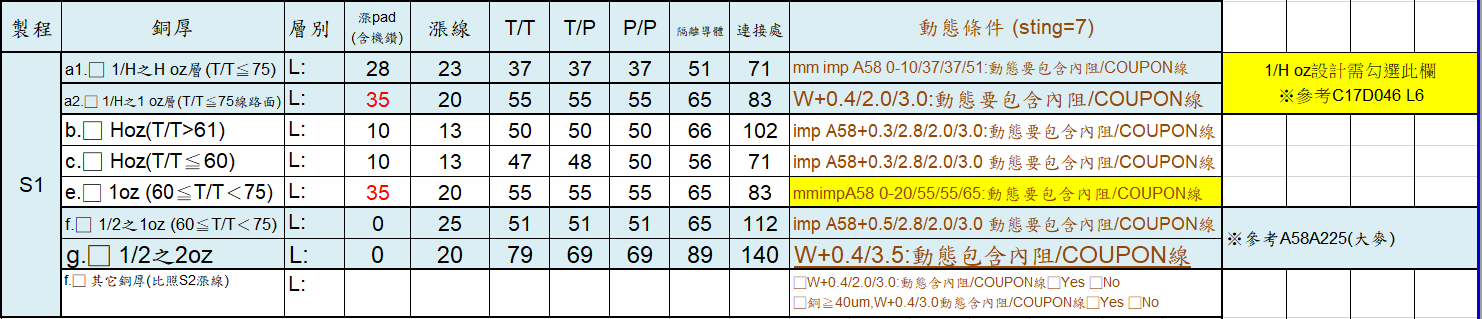 製程 銅厚 層別 漲pad (含機鑽) 漲線 T/T T/P P/P 隔離導體 連接處 動態條件 (sting=7)
S1
a1.□ 1/H之H oz層(T/T≦75) L: 28 23 37 37 37 51 71 mm imp A58 0-10/37/37/51:動態要包含內阻/COUPON線
1/H oz設計需勾選此欄
※參考C17D046 L6
a2.□ 1/H之1 oz層(T/T≦75線路面) L: 35 20 55 55 55 65 83 W+0.4/2.0/3.0:動態要包含內阻/COUPON線
b.□ Hoz(T/T>61) L: 10 13 50 50 50 66 102 imp A58+0.3/2.8/2.0/3.0:動態要包含內阻/COUPON線
c.□ Hoz(T/T≦60) L: 10 13 47 48 50 56 71 imp A58+0.3/2.8/2.0/3.0 動態要包含內阻/COUPON線
e.□ 1oz (60≦T/T<75) L: 35 20 55 55 55 65 83 mmimpA58 0-20/55/55/65:動態要包含內阻/COUPON線
f.□ 1/2之1oz (60≦T/T<75) L: 0 25 51 51 51 65 112 imp A58+0.5/2.8/2.0/3.0 動態要包含內阻/COUPON線
※參考A58A225(大麥)
g.□ 1/2之2oz L: 0 20 79 69 69 89 140 W+0.4/3.5:動態包含內阻/COUPON線
f.□ 其它銅厚(比照S2漲線) L:
□W+0.4/2.0/3.0:動態含內阻/COUPON線□Yes □No
□銅≧40um,W+0.4/3.0動態含內阻/COUPON線□Yes □No